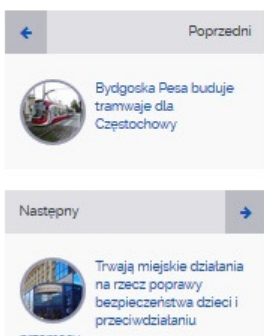 Poprzedni
Bydgoska Pesa buduje
tramwaje dla
Częstochowy
Następny
Trwają miejskie działania
na rzecz poprawy
bezpieczeństwa dzieci i
przeciwdziałaniu